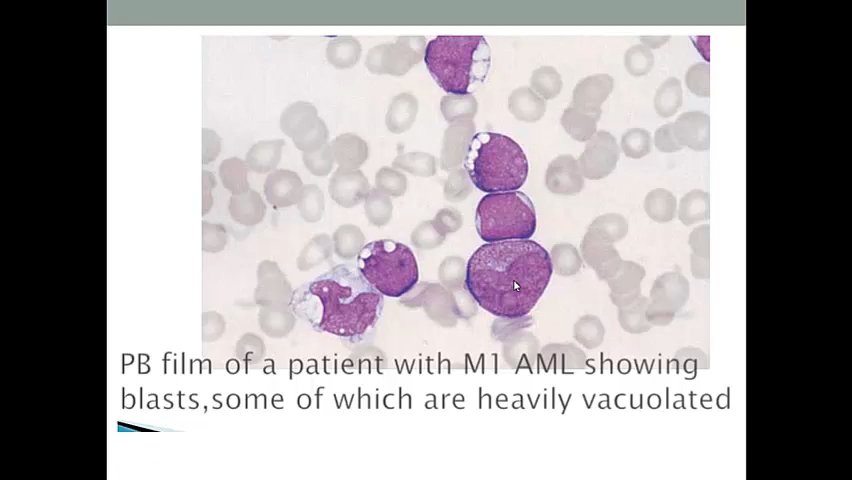 PB film of a patient with M1 AML showing
blasts,some of which are heavily vacuolated